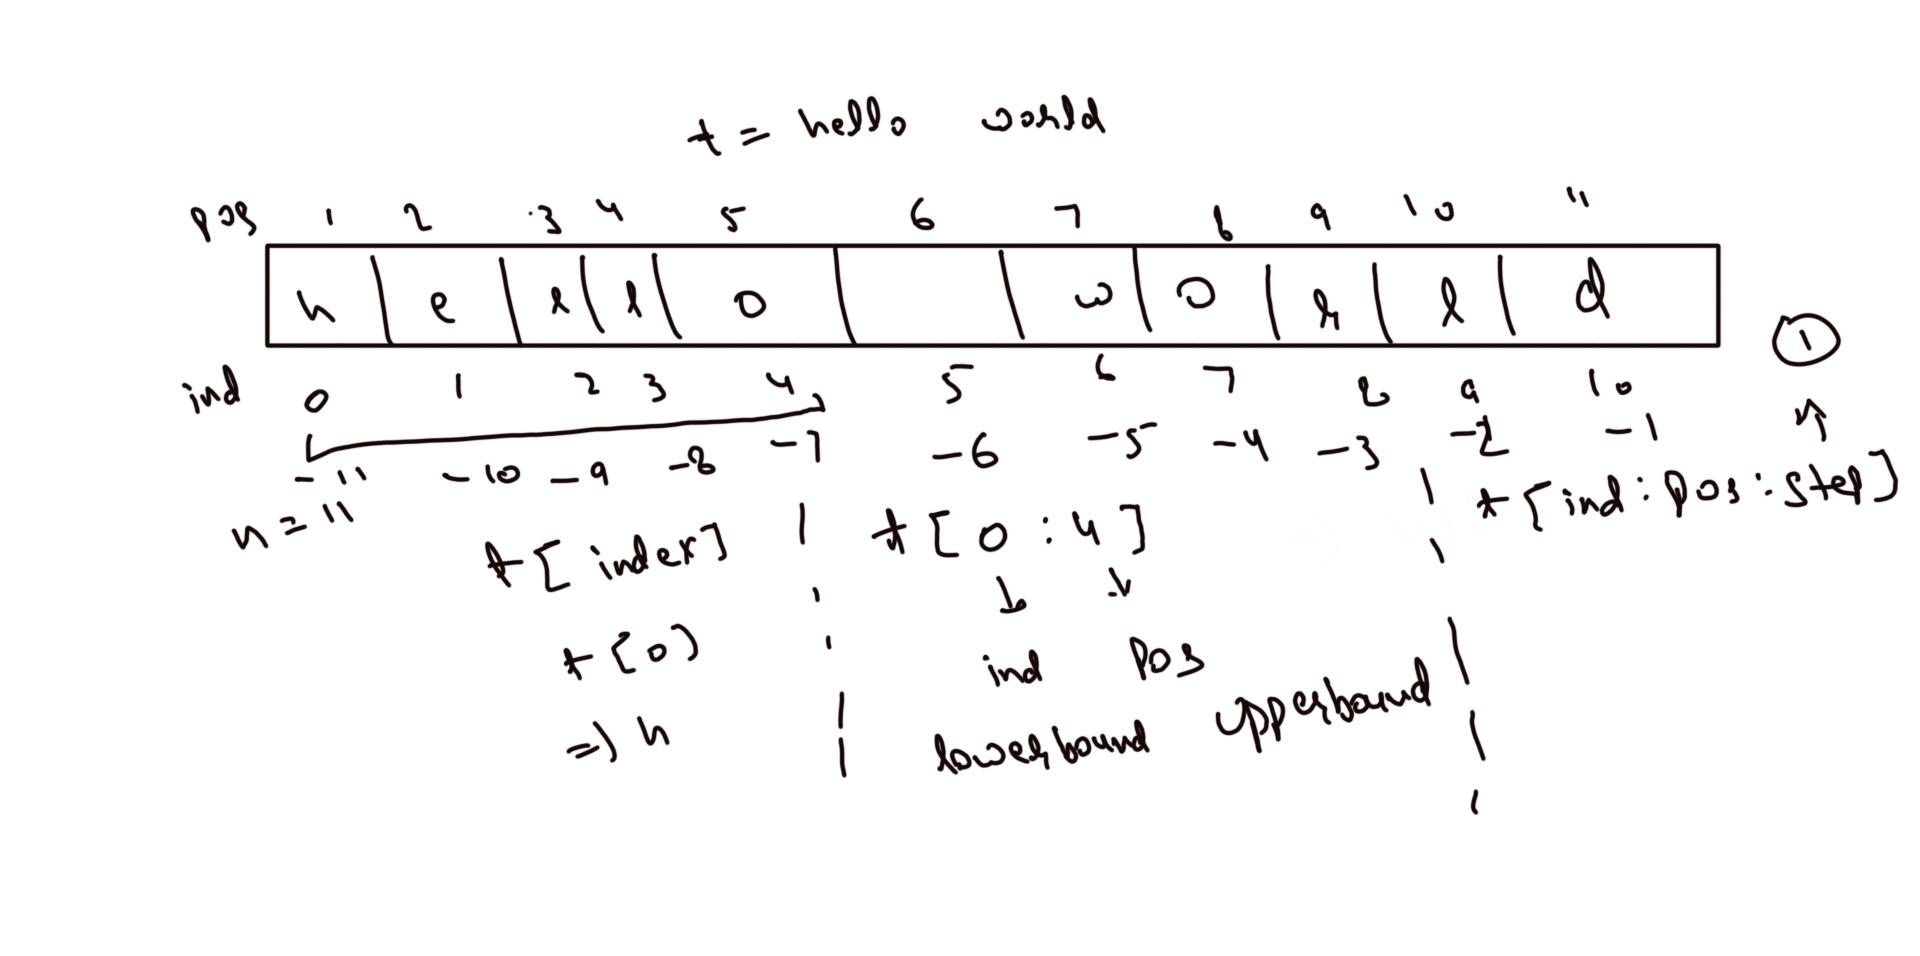 t = hello world
pos 1 2 3 4 5 6 7 8 9 10 11
h e l l o w o r l d
ind 0 1 2 3 4 5 6 7 8 9 10
-11 -10 -9 -8 -7 -6 -5 -4 -3 -2 -1
1
n = 11
t[index]
t[0]
=> h
t[0:4]
ind pos
lowerbound upperbound
t[ind:pos:step]